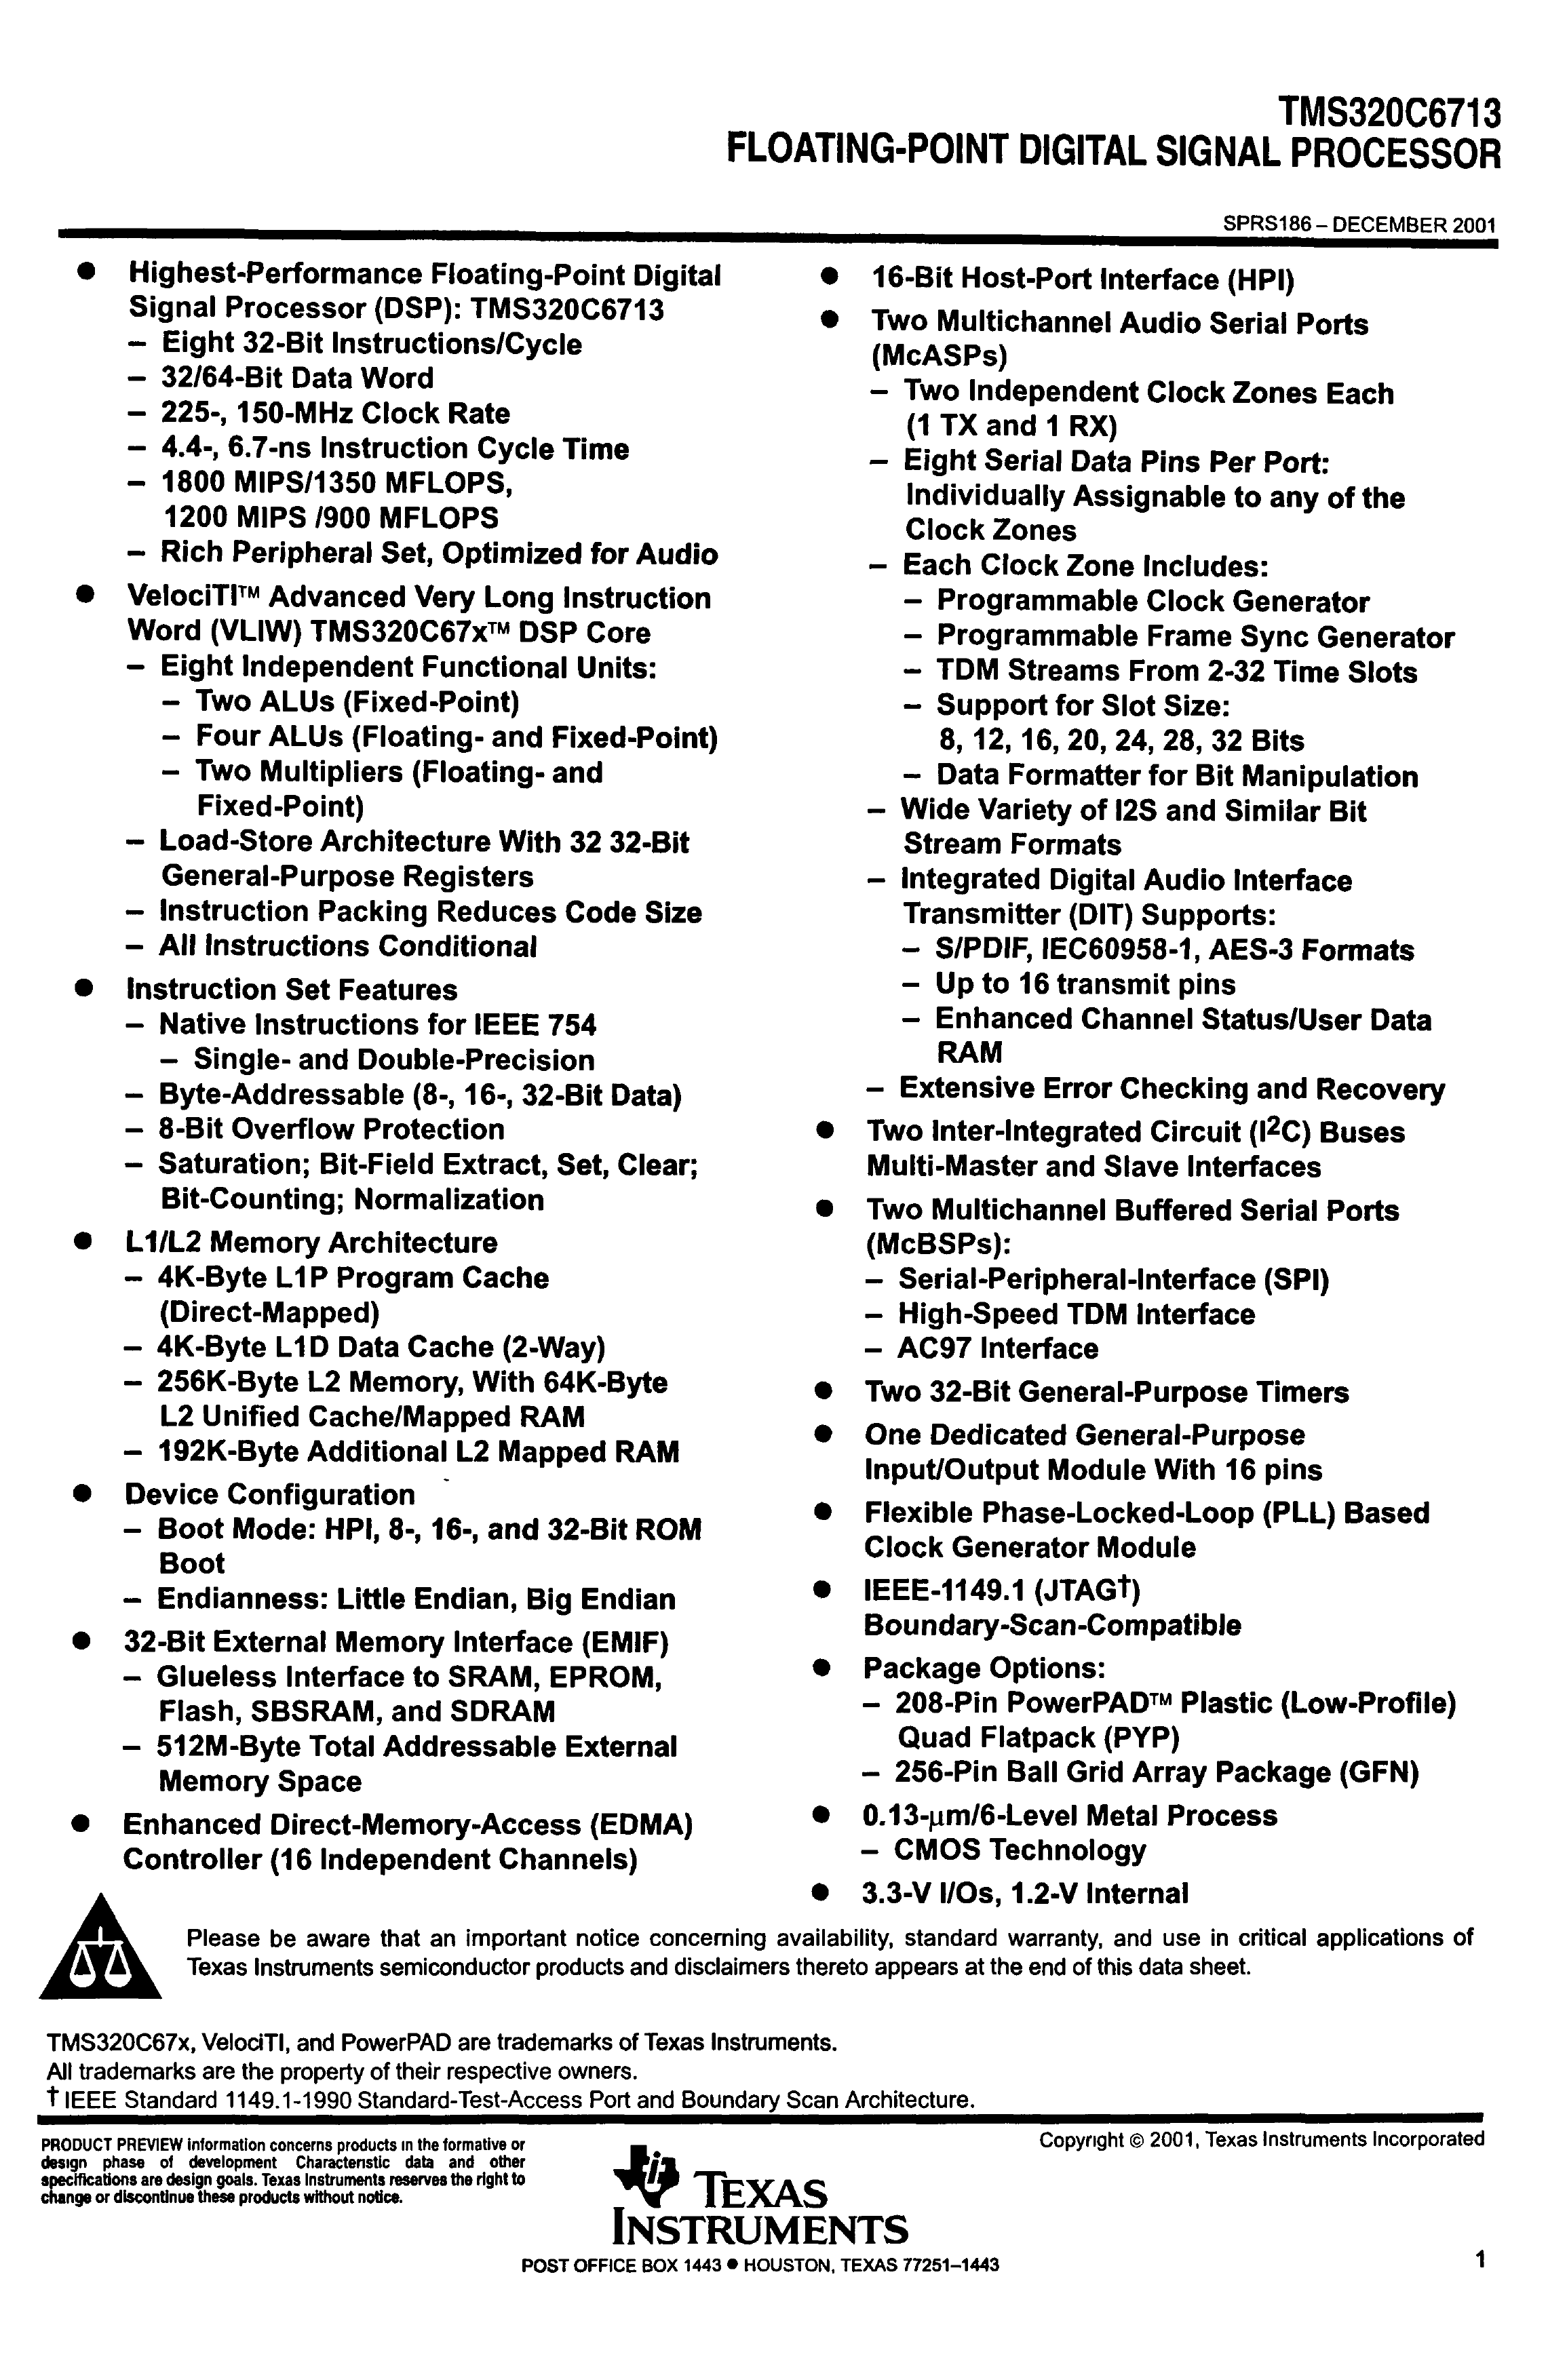 TMS320C6713
FLOATING-POINT DIGITAL SIGNAL PROCESSOR
SPRS186 – DECEMBER 2001
● Highest-Performance Floating-Point Digital
Signal Processor (DSP): TMS320C6713
– Eight 32-Bit Instructions/Cycle
– 32/64-Bit Data Word
– 225-, 150-MHz Clock Rate
– 4.4-, 6.7-ns Instruction Cycle Time
– 1800 MIPS/1350 MFLOPS,
1200 MIPS /900 MFLOPS
– Rich Peripheral Set, Optimized for Audio
● VelociTI™ Advanced Very Long Instruction
Word (VLIW) TMS320C67x™ DSP Core
– Eight Independent Functional Units:
– Two ALUs (Fixed-Point)
– Four ALUs (Floating- and Fixed-Point)
– Two Multipliers (Floating- and
Fixed-Point)
– Load-Store Architecture With 32 32-Bit
General-Purpose Registers
– Instruction Packing Reduces Code Size
– All Instructions Conditional
● Instruction Set Features
– Native Instructions for IEEE 754
– Single- and Double-Precision
– Byte-Addressable (8-, 16-, 32-Bit Data)
– 8-Bit Overflow Protection
– Saturation; Bit-Field Extract, Set, Clear;
Bit-Counting; Normalization
● L1/L2 Memory Architecture
– 4K-Byte L1P Program Cache
(Direct-Mapped)
– 4K-Byte L1D Data Cache (2-Way)
– 256K-Byte L2 Memory, With 64K-Byte
L2 Unified Cache/Mapped RAM
– 192K-Byte Additional L2 Mapped RAM
● Device Configuration
– Boot Mode: HPI, 8-, 16-, and 32-Bit ROM
Boot
– Endianness: Little Endian, Big Endian
● 32-Bit External Memory Interface (EMIF)
– Glueless Interface to SRAM, EPROM,
Flash, SBSRAM, and SDRAM
– 512M-Byte Total Addressable External
Memory Space
● Enhanced Direct-Memory-Access (EDMA)
Controller (16 Independent Channels)
● 16-Bit Host-Port Interface (HPI)
● Two Multichannel Audio Serial Ports
(McASPs)
– Two Independent Clock Zones Each
(1 TX and 1 RX)
– Eight Serial Data Pins Per Port:
Individually Assignable to any of the
Clock Zones
– Each Clock Zone Includes:
– Programmable Clock Generator
– Programmable Frame Sync Generator
– TDM Streams From 2-32 Time Slots
– Support for Slot Size:
8, 12, 16, 20, 24, 28, 32 Bits
– Data Formatter for Bit Manipulation
– Wide Variety of I2S and Similar Bit
Stream Formats
– Integrated Digital Audio Interface
Transmitter (DIT) Supports:
– S/PDIF, IEC60958-1, AES-3 Formats
– Up to 16 transmit pins
– Enhanced Channel Status/User Data
RAM
– Extensive Error Checking and Recovery
● Two Inter-Integrated Circuit (I²C) Buses
Multi-Master and Slave Interfaces
● Two Multichannel Buffered Serial Ports
(McBSPs):
– Serial-Peripheral-Interface (SPI)
– High-Speed TDM Interface
– AC97 Interface
● Two 32-Bit General-Purpose Timers
● One Dedicated General-Purpose
Input/Output Module With 16 pins
● Flexible Phase-Locked-Loop (PLL) Based
Clock Generator Module
● IEEE-1149.1 (JTAG†)
Boundary-Scan-Compatible
● Package Options:
– 208-Pin PowerPAD™ Plastic (Low-Profile)
Quad Flatpack (PYP)
– 256-Pin Ball Grid Array Package (GFN)
● 0.13-µm/6-Level Metal Process
– CMOS Technology
● 3.3-V I/Os, 1.2-V Internal
Please be aware that an important notice concerning availability, standard warranty, and use in critical applications of
Texas Instruments semiconductor products and disclaimers thereto appears at the end of this data sheet.
TMS320C67x, VelociTI, and PowerPAD are trademarks of Texas Instruments.
All trademarks are the property of their respective owners.
† IEEE Standard 1149.1-1990 Standard-Test-Access Port and Boundary Scan Architecture.
PRODUCT PREVIEW information concerns products in the formative or
design phase of development Characteristic data and other
specifications are design goals. Texas Instruments reserves the right to
change or discontinue these products without notice.
Copyright © 2001, Texas Instruments Incorporated
TEXAS
INSTRUMENTS
POST OFFICE BOX 1443 ● HOUSTON, TEXAS 77251–1443
1